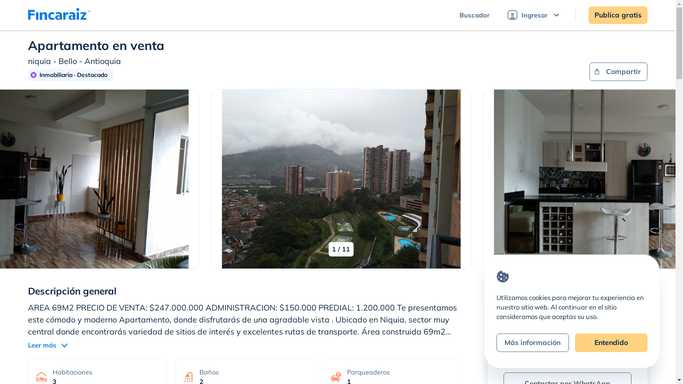 Fincaraiz
Buscador
Ingresar
Publica gratis
Apartamento en venta
niquia - Bello - Antioquia
Inmobiliaria · Destacado
Compartir
1 / 11
Descripción general
AREA 69M2 PRECIO DE VENTA: $247.000.000 ADMINISTRACION: $150.000 PREDIAL: 1.200.000 Te presentamos
este cómodo y moderno Apartamento, donde disfrutarás de una agradable vista . Ubicado en Niquia, sector muy
central donde encontrarás variedad de sitios de interés y excelentes rutas de transporte. Área construida 69m2...
Leer más
Habitaciones
3
Baños
2
Parqueaderos
1
Utilizamos cookies para mejorar tu experiencia en
nuestro sitio web. Al continuar en el sitio
consideramos que aceptas su uso.
Más información
Entendido
Contactar por WhatsApp